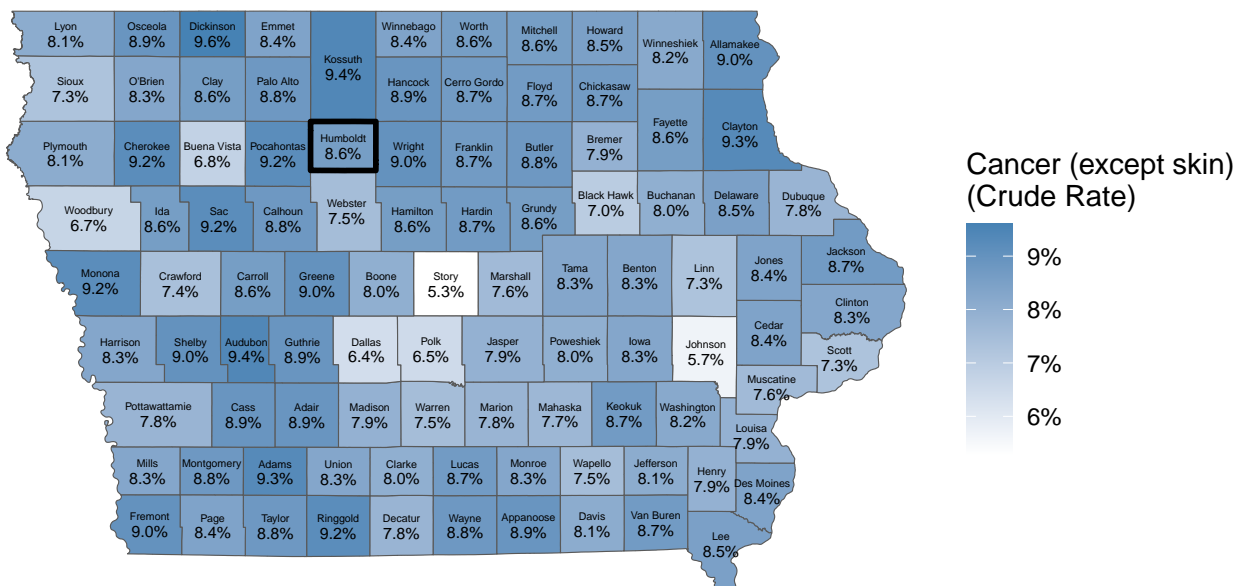 Lyon
8.1%
Osceola
8.9%
Dickinson
9.6%
Emmet
8.4%
Kossuth
9.4%
Winnebago
8.4%
Worth
8.6%
Mitchell
8.6%
Howard
8.5%
Winneshiek
8.2%
Allamakee
9.0%
Sioux
7.3%
O'Brien
8.3%
Clay
8.6%
Palo Alto
8.8%
Hancock
8.9%
Cerro Gordo
8.7%
Floyd
8.7%
Chickasaw
8.7%
Fayette
8.6%
Clayton
9.3%
Plymouth
8.1%
Cherokee
9.2%
Buena Vista
6.8%
Pocahontas
9.2%
Humboldt
8.6%
Wright
9.0%
Franklin
8.7%
Butler
8.8%
Bremer
7.9%
Woodbury
6.7%
Ida
8.6%
Sac
9.2%
Calhoun
8.8%
Webster
7.5%
Hamilton
8.6%
Hardin
8.7%
Grundy
8.6%
Black Hawk
7.0%
Buchanan
8.0%
Delaware
8.5%
Dubuque
7.8%
Monona
9.2%
Crawford
7.4%
Carroll
8.6%
Greene
9.0%
Boone
8.0%
Story
5.3%
Marshall
7.6%
Tama
8.3%
Benton
8.3%
Linn
7.3%
Jones
8.4%
Jackson
8.7%
Clinton
8.3%
Harrison
8.3%
Shelby
9.0%
Audubon
9.4%
Guthrie
8.9%
Dallas
6.4%
Polk
6.5%
Jasper
7.9%
Poweshiek
8.0%
Iowa
8.3%
Johnson
5.7%
Cedar
8.4%
Scott
7.3%
Muscatine
7.6%
Pottawattamie
7.8%
Cass
8.9%
Adair
8.9%
Madison
7.9%
Warren
7.5%
Marion
7.8%
Mahaska
7.7%
Keokuk
8.7%
Washington
8.2%
Louisa
7.9%
Mills
8.3%
Montgomery
8.8%
Adams
9.3%
Union
8.3%
Clarke
8.0%
Lucas
8.7%
Monroe
8.3%
Wapello
7.5%
Jefferson
8.1%
Henry
7.9%
Des Moines
8.4%
Fremont
9.0%
Page
8.4%
Taylor
8.8%
Ringgold
9.2%
Decatur
7.8%
Wayne
8.8%
Appanoose
8.9%
Davis
8.1%
Van Buren
8.7%
Lee
8.5%
Cancer (except skin)
(Crude Rate)
9%
8%
7%
6%